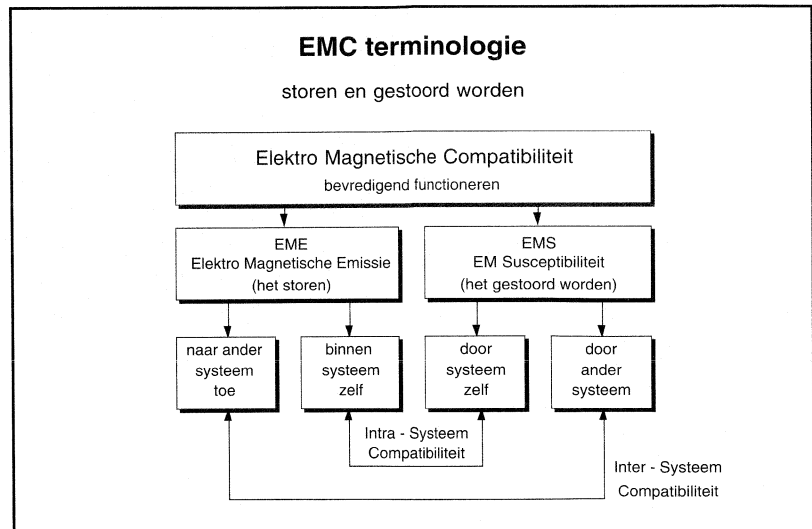 EMC terminologie
storen en gestoord worden
Elektro Magnetische Compatibiliteit
bevredigend functioneren
EME
Elektro Magnetische Emissie
(het storen)
EMS
EM Susceptibiliteit
(het gestoord worden)
naar ander
systeem
toe
binnen
systeem
zelf
door
systeem
zelf
door
ander
systeem
Intra - Systeem
Compatibiliteit
Inter - Systeem
Compatibiliteit